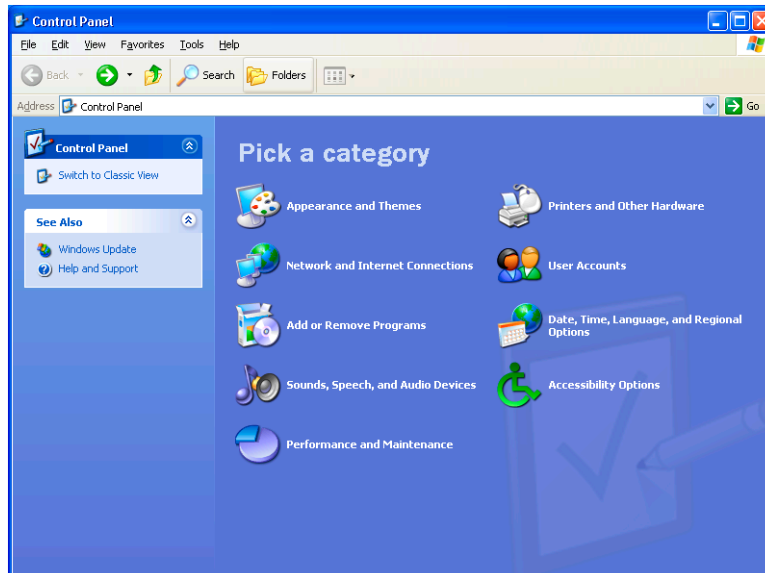 Control Panel
File Edit View Favorites Tools Help
Back Search Folders
Address Control Panel Go
Control Panel
Switch to Classic View
See Also
Windows Update
Help and Support
Pick a category
Appearance and Themes
Printers and Other Hardware
Network and Internet Connections
User Accounts
Add or Remove Programs
Date, Time, Language, and Regional
Options
Sounds, Speech, and Audio Devices
Accessibility Options
Performance and Maintenance